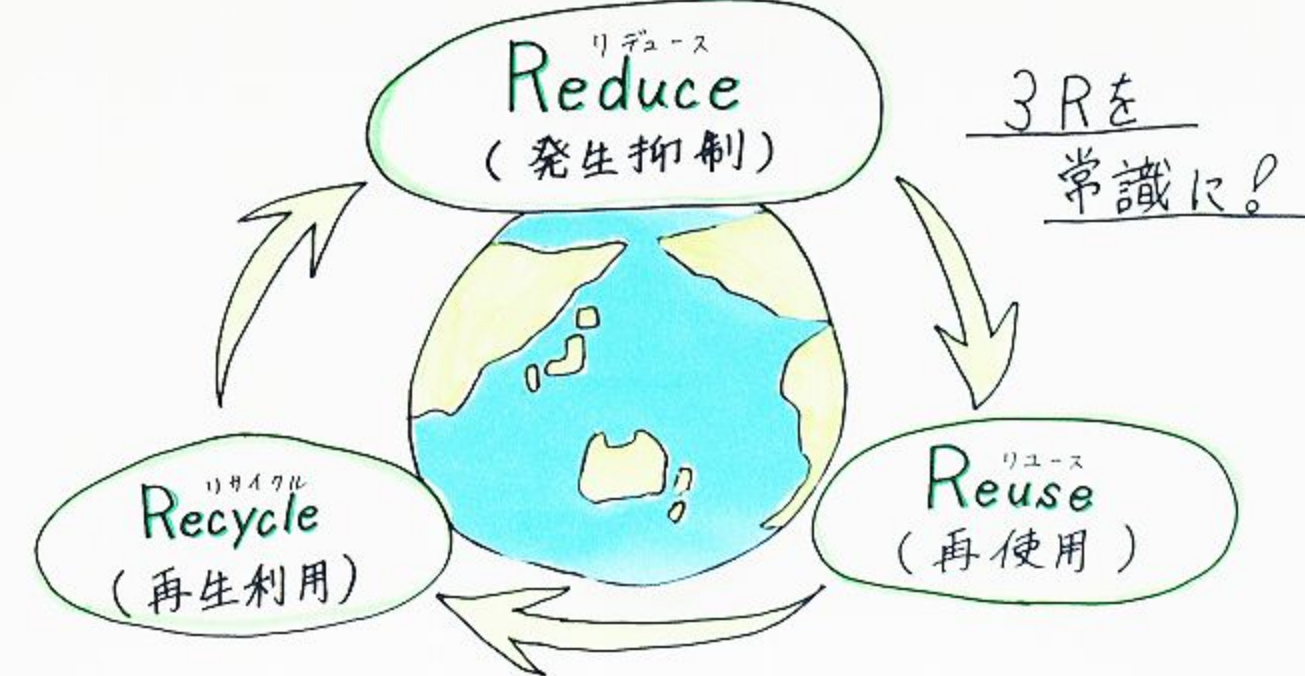 リデュース
Reduce
(発生抑制)
3Rを
常識に!
リサイクル
Recycle
(再生利用)
リユース
Reuse
(再使用)